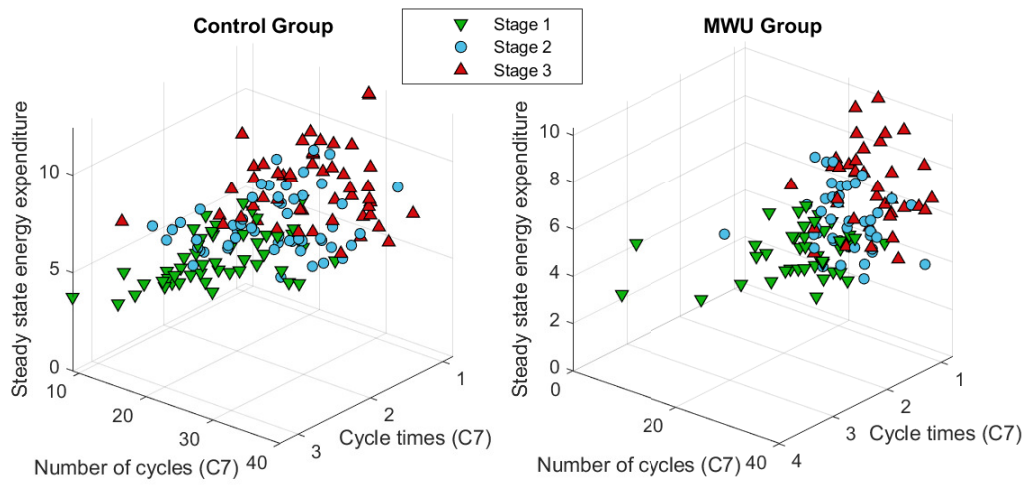 Control Group
Stage 1
Stage 2
Stage 3
MWU Group
Steady state energy expenditure
10
5
0
10
20
30
40
Number of cycles (C7)
3
2
1
Cycle times (C7)
Steady state energy expenditure
10
8
6
4
2
0
0
20
40
Number of cycles (C7)
4
3
2
1
Cycle times (C7)